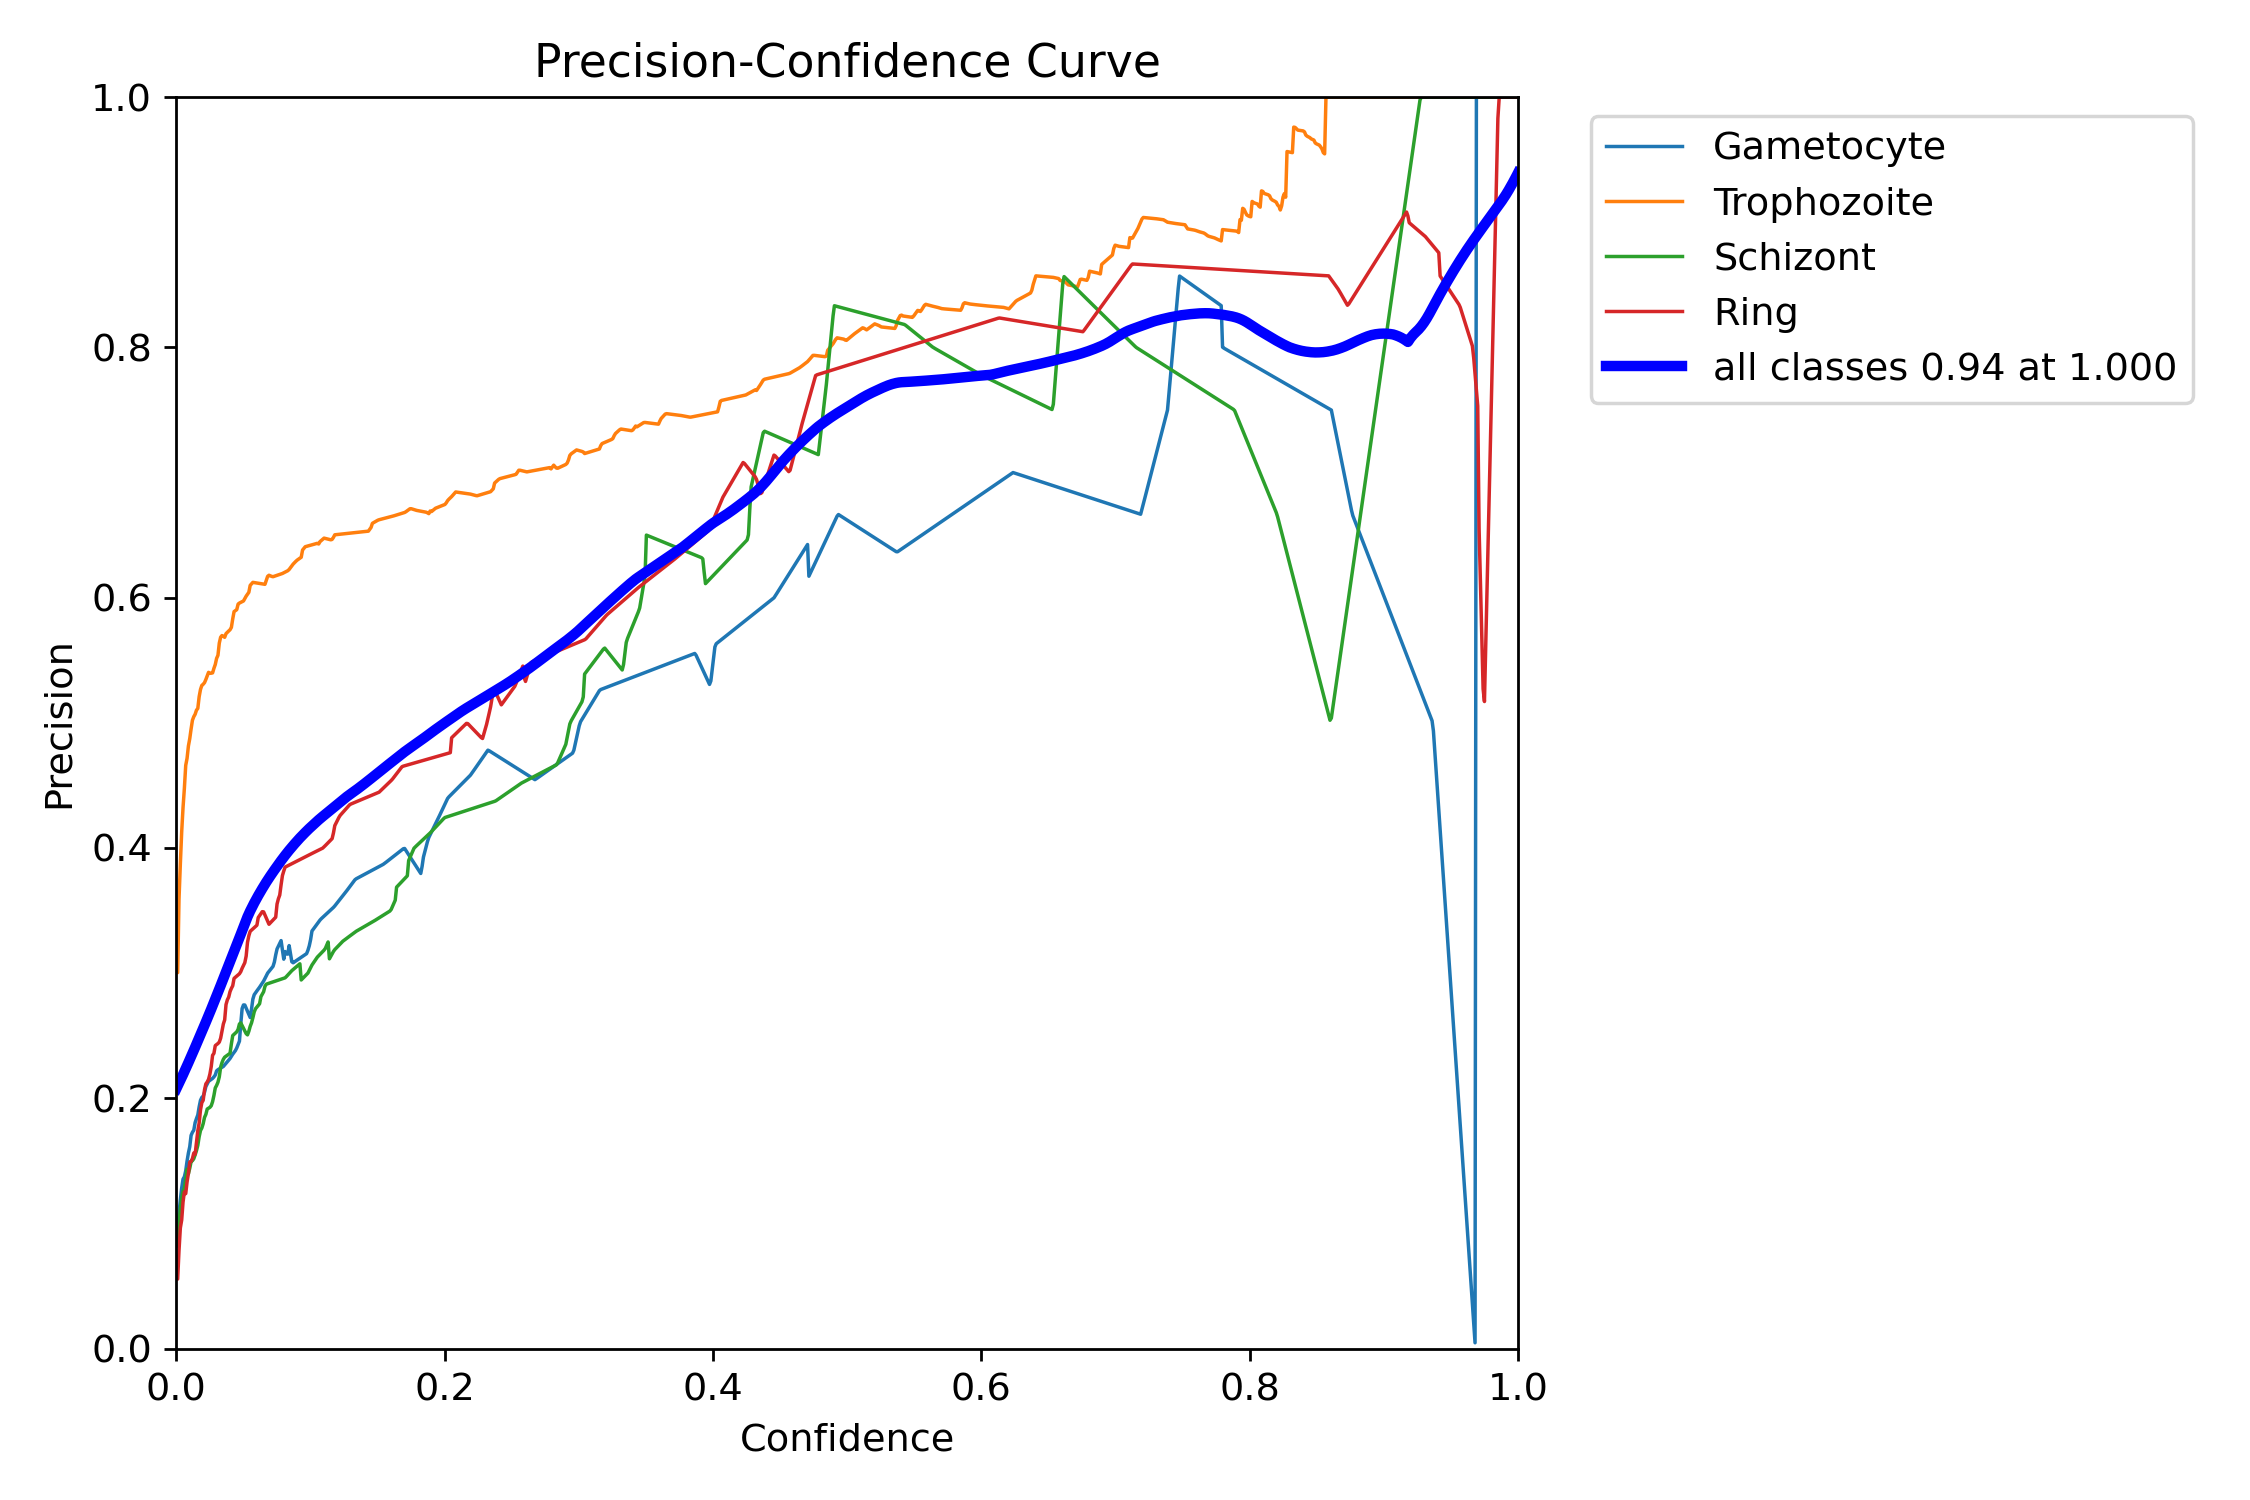 Precision-Confidence Curve
1.0
0.8
0.6
0.4
0.2
0.0
Precision
0.0 0.2 0.4 0.6 0.8 1.0
Confidence
Gametocyte
Trophozoite
Schizont
Ring
all classes 0.94 at 1.000